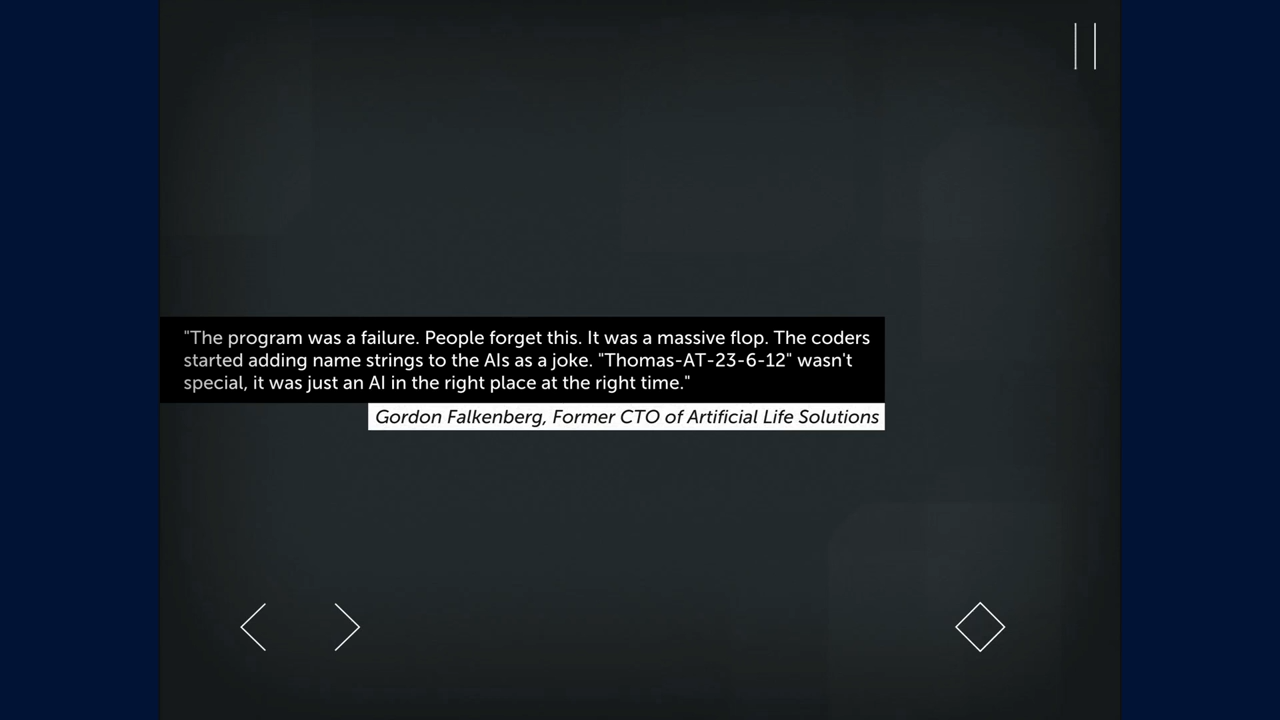 "The program was a failure. People forget this. It was a massive flop. The coders
started adding name strings to the AIs as a joke. "Thomas-AT-23-6-12" wasn't
special, it was just an AI in the right place at the right time."
Gordon Falkenberg, Former CTO of Artificial Life Solutions